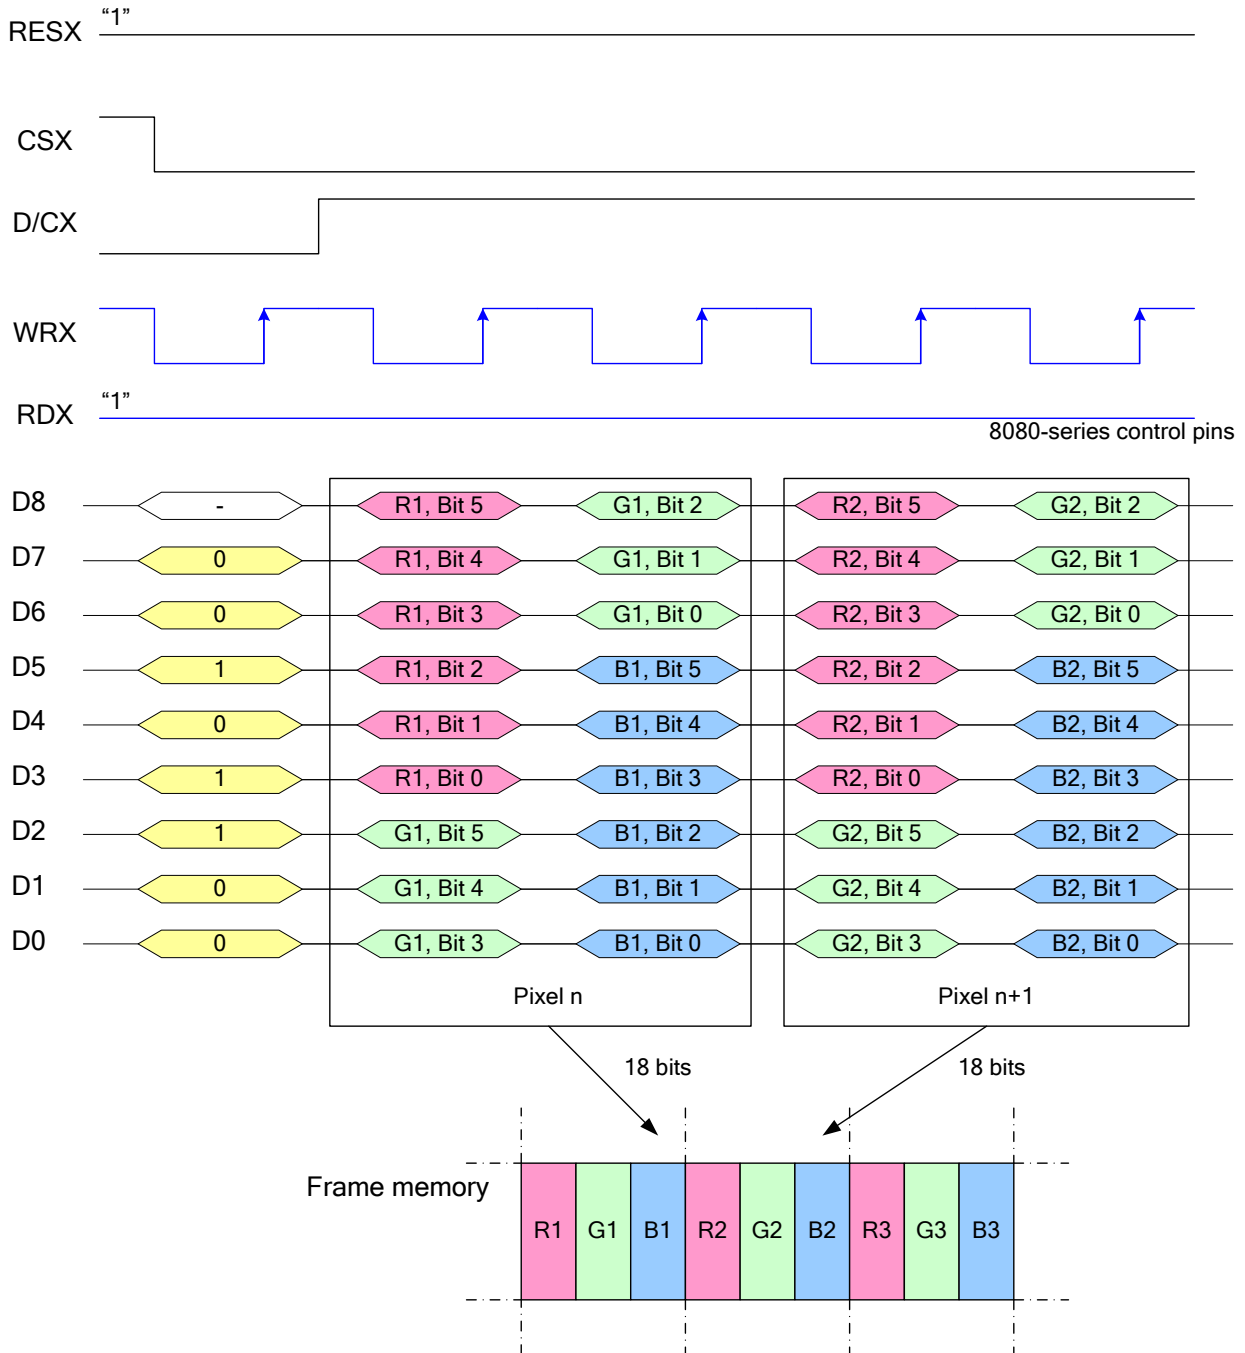 RESX "1"
CSX
D/CX
WRX
RDX "1"
8080-series control pins
D8 - R1, Bit 5 G1, Bit 2 R2, Bit 5 G2, Bit 2
D7 0 R1, Bit 4 G1, Bit 1 R2, Bit 4 G2, Bit 1
D6 0 R1, Bit 3 G1, Bit 0 R2, Bit 3 G2, Bit 0
D5 1 R1, Bit 2 B1, Bit 5 R2, Bit 2 B2, Bit 5
D4 0 R1, Bit 1 B1, Bit 4 R2, Bit 1 B2, Bit 4
D3 1 R1, Bit 0 B1, Bit 3 R2, Bit 0 B2, Bit 3
D2 1 G1, Bit 5 B1, Bit 2 G2, Bit 5 B2, Bit 2
D1 0 G1, Bit 4 B1, Bit 1 G2, Bit 4 B2, Bit 1
D0 0 G1, Bit 3 B1, Bit 0 G2, Bit 3 B2, Bit 0
Pixel n Pixel n+1
18 bits 18 bits
Frame memory
R1 G1 B1 R2 G2 B2 R3 G3 B3